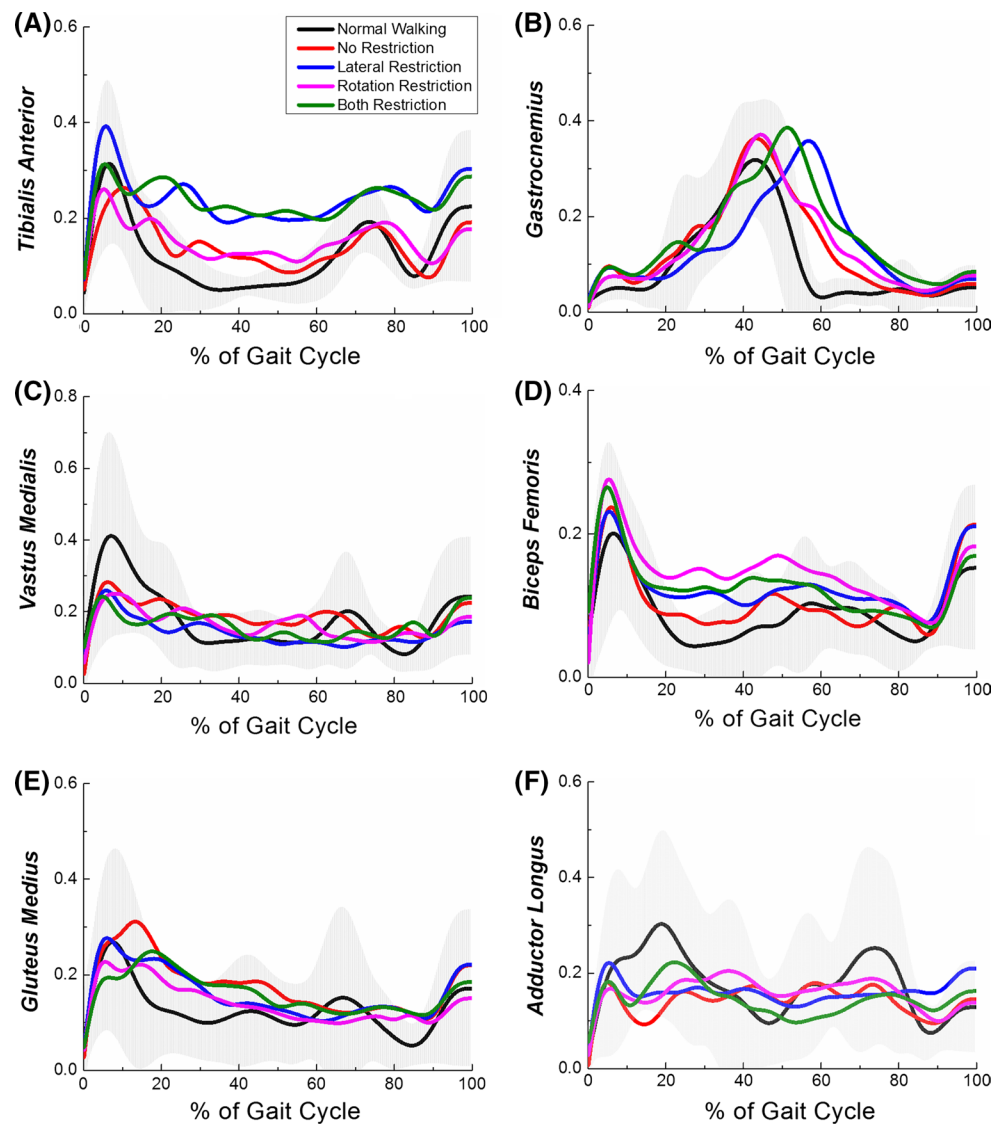 (A)
0.6
0.4
0.2
0.0
Tibialis Anterior
Normal Walking
No Restriction
Lateral Restriction
Rotation Restriction
Both Restriction
0 20 40 60 80 100
% of Gait Cycle
(B)
0.6
0.4
0.2
0.0
Gastrocnemius
0 20 40 60 80 100
% of Gait Cycle
(C)
0.8
0.6
0.4
0.2
0.0
Vastus Medialis
0 20 40 60 80 100
% of Gait Cycle
(D)
0.4
0.2
0.0
Biceps Femoris
0 20 40 60 80 100
% of Gait Cycle
(E)
0.6
0.4
0.2
0.0
Gluteus Medius
0 20 40 60 80 100
% of Gait Cycle
(F)
0.6
0.4
0.2
0.0
Adductor Longus
0 20 40 60 80 100
% of Gait Cycle